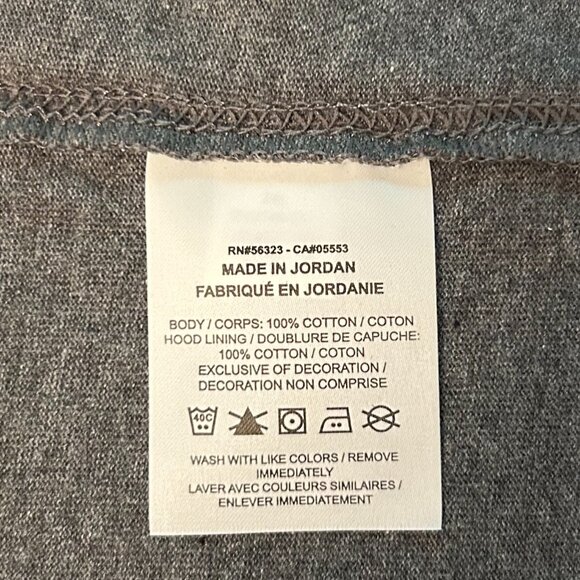 RN#56323 - CA#05553
MADE IN JORDAN
FABRIQUÉ EN JORDANIE
BODY / CORPS: 100% COTTON / COTON
HOOD LINING / DOUBLURE DE CAPUCHE:
100% COTTON / COTON
EXCLUSIVE OF DECORATION /
DECORATION NON COMPRISE
40C
WASH WITH LIKE COLORS / REMOVE
IMMEDIATELY
LAVER AVEC COULEURS SIMILAIRES /
ENLEVER IMMEDIATEMENT